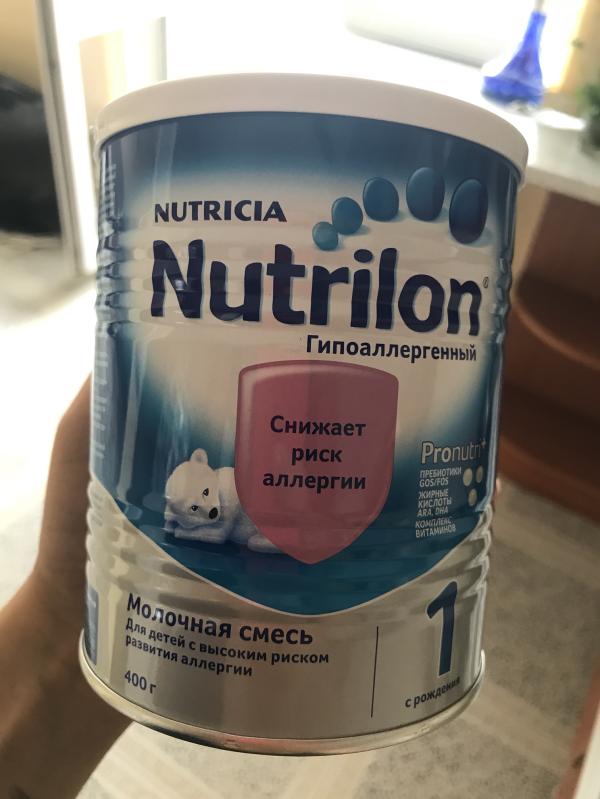 NUTRICIA
Nutrilon®
Гипоаллергенный
Снижает
риск
аллергии
Pronutri+
ПРЕБИОТИКИ
GOS/FOS
ЖИРНЫЕ
КИСЛОТЫ
ARA, DHA
КОМПЛЕКС
ВИТАМИНОВ
Молочная смесь
Для детей с высоким риском
развития аллергии
400 г
1
с рождения